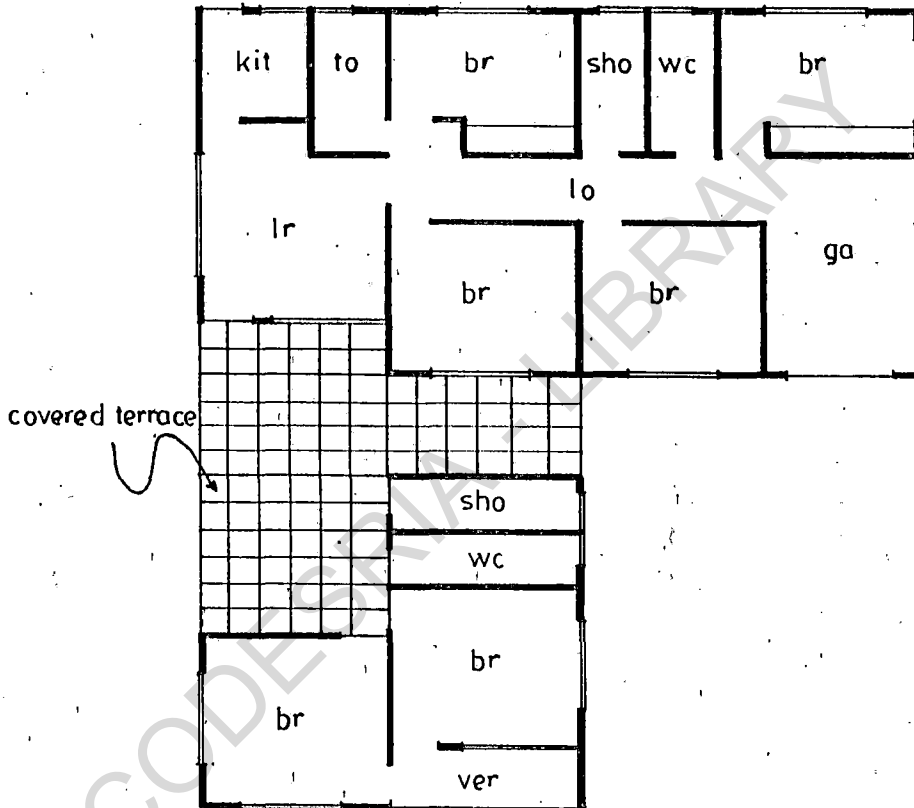 kit to br sho wc br
lo
lr
ga
br br
covered terrace
sho
wc
br
br
ver
CODESRIA - LIBRARY